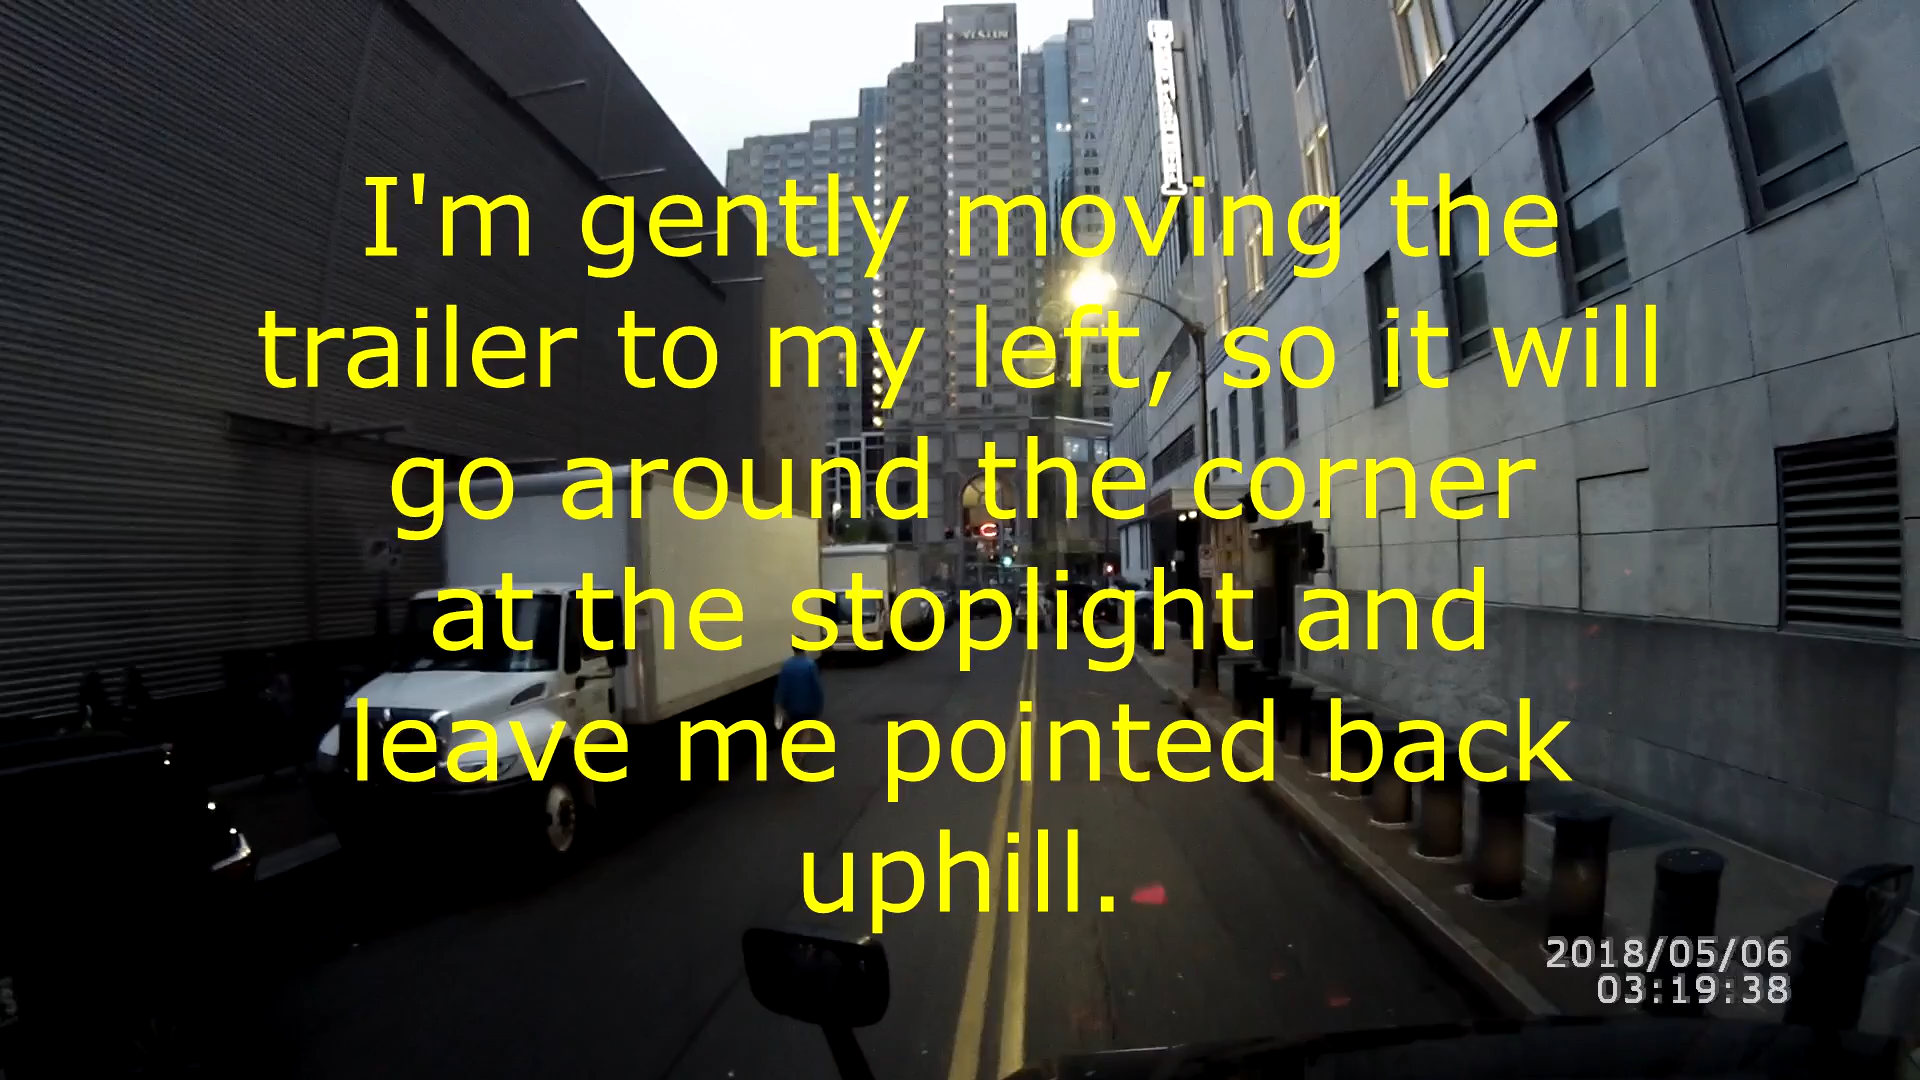 WESTIN
I'm gently moving the
trailer to my left, so it will
go around the corner
at the stoplight and
leave me pointed back
uphill.
2018/05/06
03:19:38